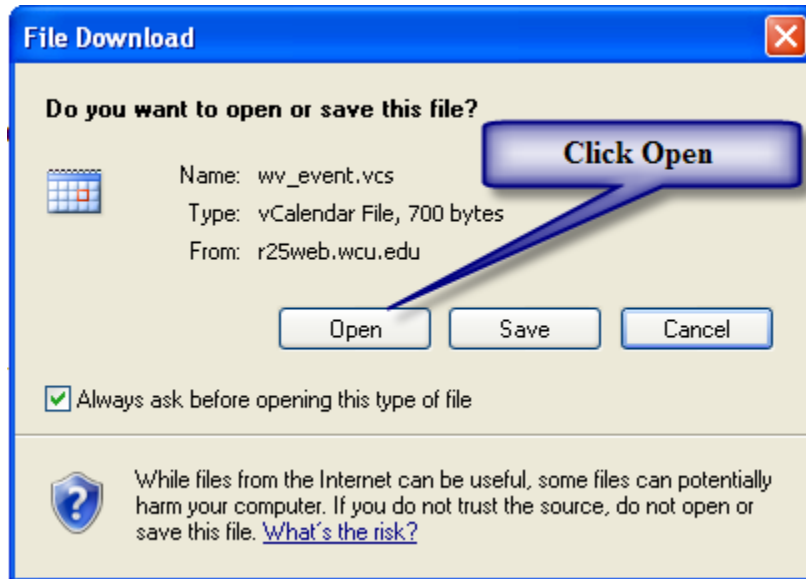 File Download
Do you want to open or save this file?
Click Open
Name: wv_event.vcs
Type: vCalendar File, 700 bytes
From: r25web.wcu.edu
Open Save Cancel
Always ask before opening this type of file
While files from the Internet can be useful, some files can potentially
harm your computer. If you do not trust the source, do not open or
save this file. What's the risk?